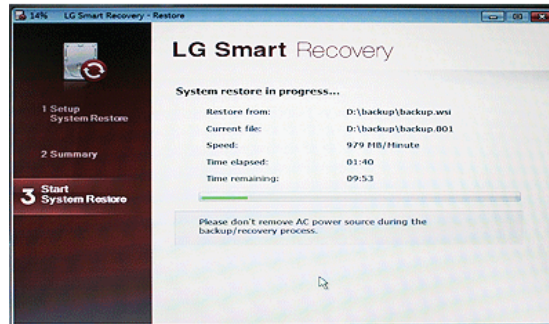 14% LG Smart Recovery - Restore
LG Smart Recovery
System restore in progress...
1 Setup
System Restore
2 Summary
3 Start
System Restore
Restore from: D:\backup\backup.wsi
Current file: D:\backup\backup.001
Speed: 979 MB/Minute
Time elapsed: 01:40
Time remaining: 09:53
Please don't remove AC power source during the
backup/recovery process.